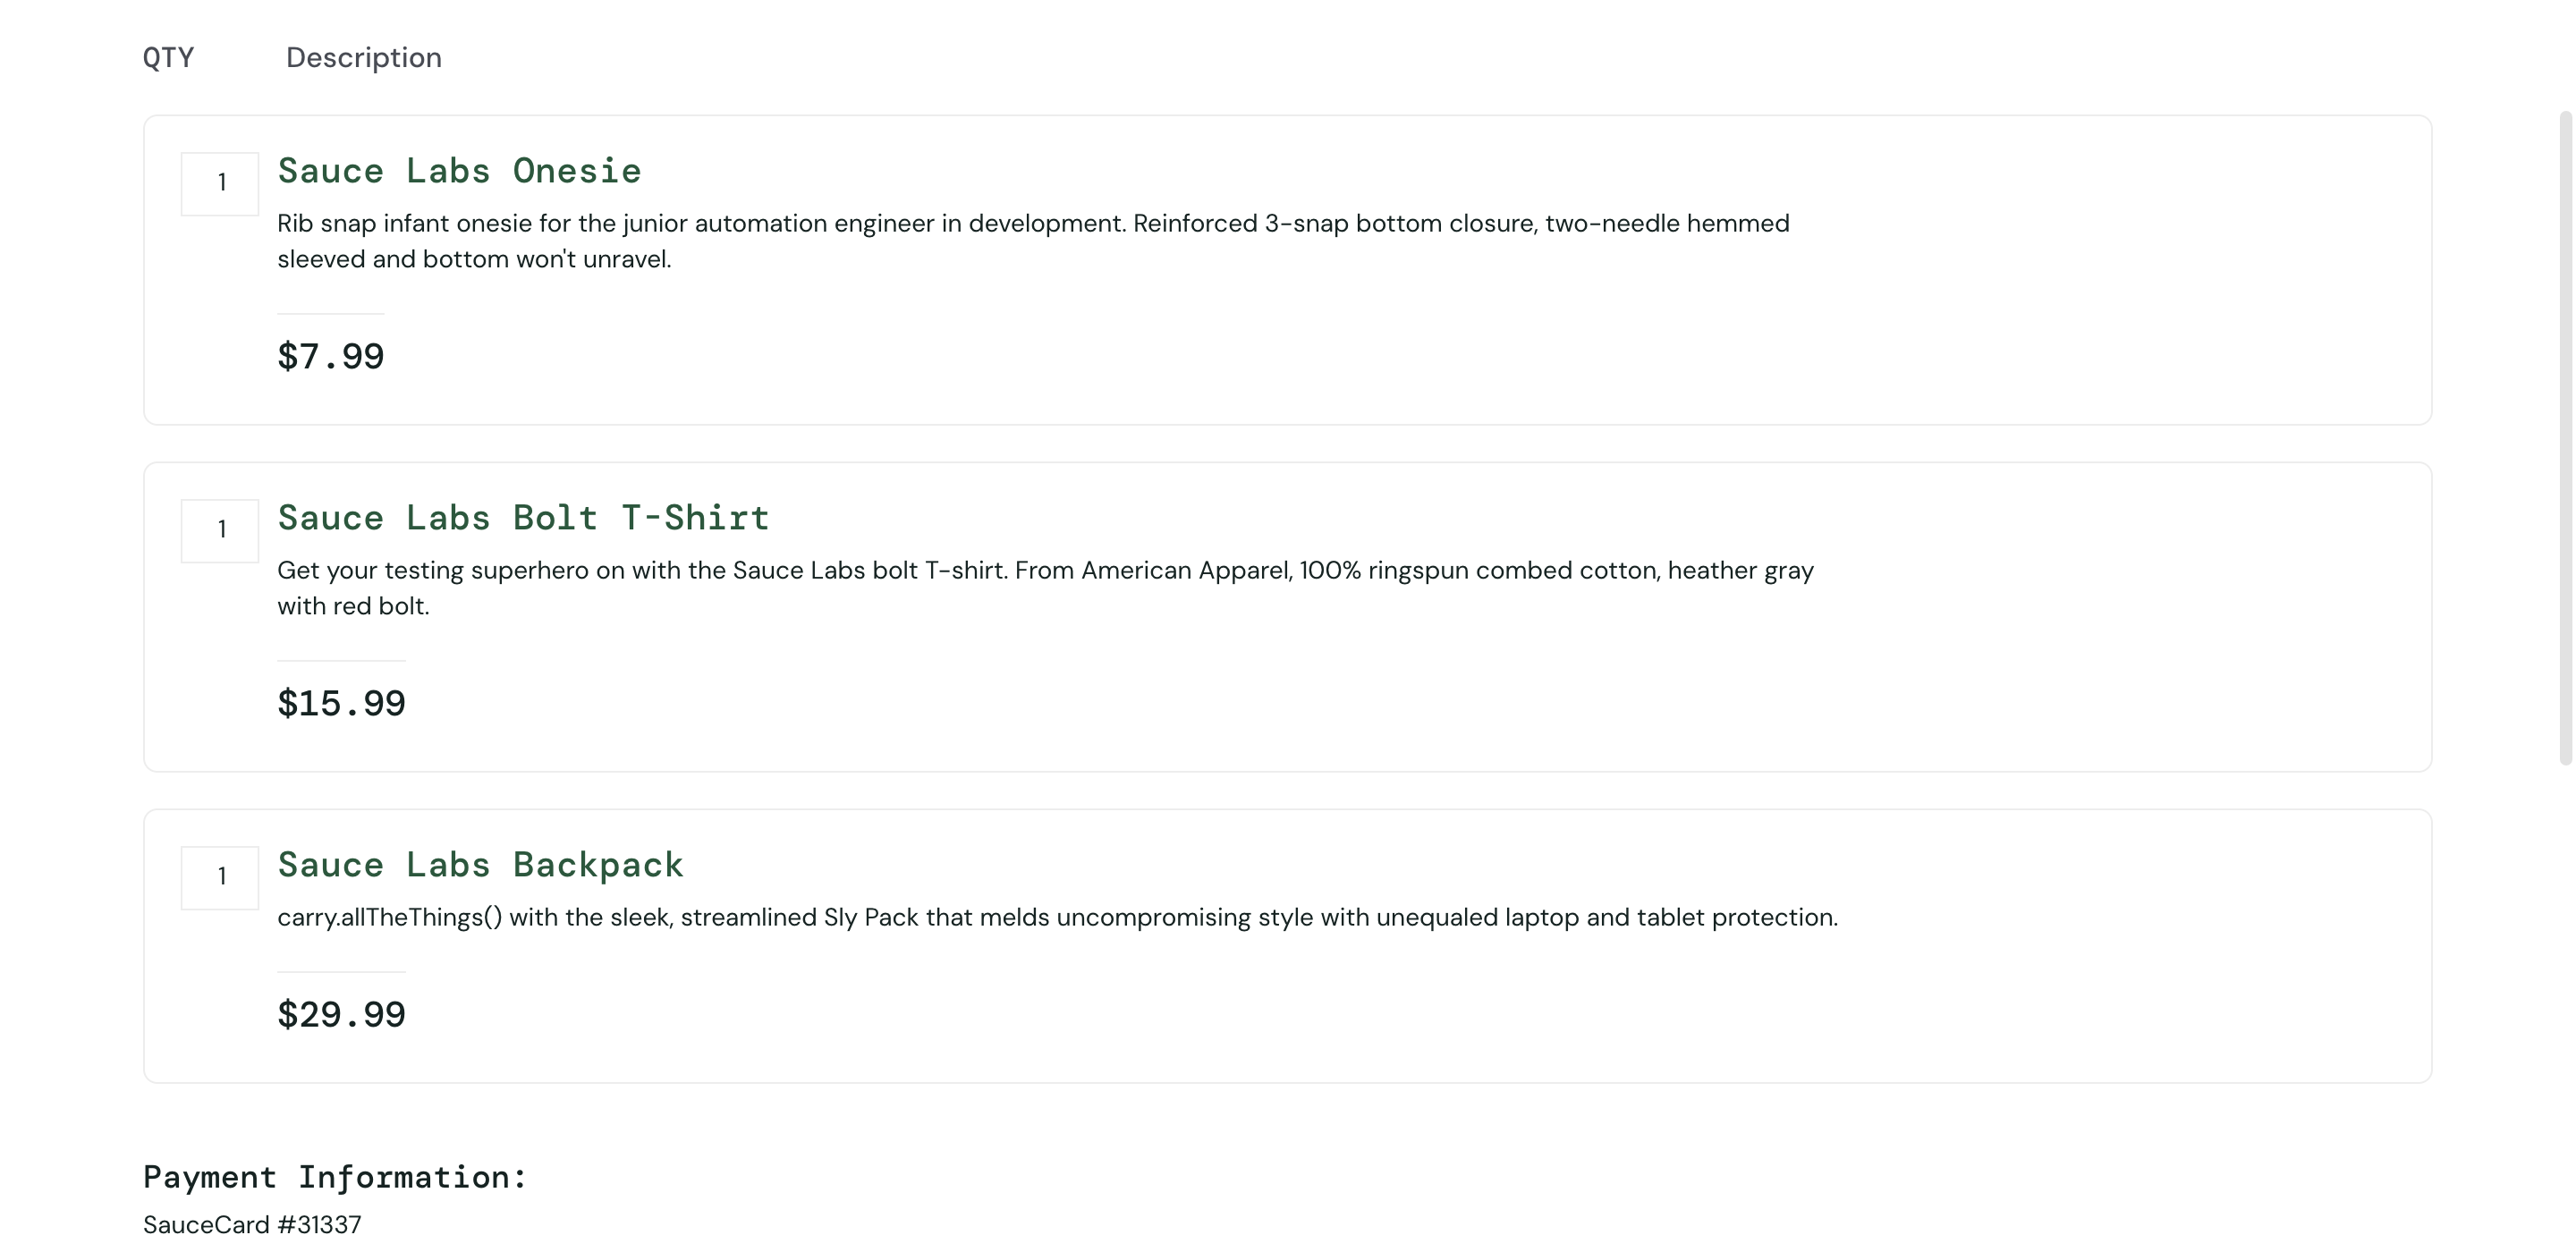 QTY Description
1 Sauce Labs Onesie
Rib snap infant onesie for the junior automation engineer in development. Reinforced 3-snap bottom closure, two-needle hemmed
sleeved and bottom won't unravel.
$7.99
1 Sauce Labs Bolt T-Shirt
Get your testing superhero on with the Sauce Labs bolt T-shirt. From American Apparel, 100% ringspun combed cotton, heather gray
with red bolt.
$15.99
1 Sauce Labs Backpack
carry.allTheThings() with the sleek, streamlined Sly Pack that melds uncompromising style with unequaled laptop and tablet protection.
$29.99
Payment Information:
SauceCard #31337